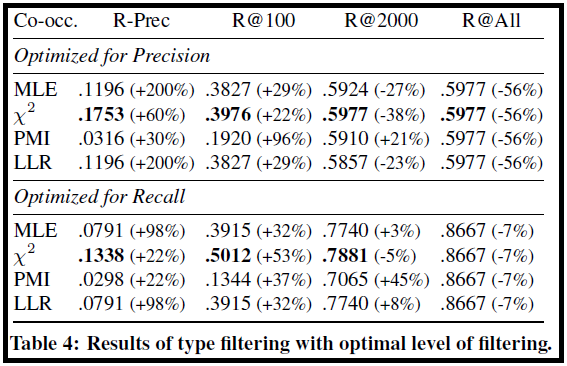 Co-occ. R-Prec R@100 R@2000 R@All
Optimized for Precision
MLE .1196 (+200%) .3827 (+29%) .5924 (-27%) .5977 (-56%)
χ² .1753 (+60%) .3976 (+22%) .5977 (-38%) .5977 (-56%)
PMI .0316 (+30%) .1920 (+96%) .5910 (+21%) .5977 (-56%)
LLR .1196 (+200%) .3827 (+29%) .5857 (-23%) .5977 (-56%)
Optimized for Recall
MLE .0791 (+98%) .3915 (+32%) .7740 (+3%) .8667 (-7%)
χ² .1338 (+22%) .5012 (+53%) .7881 (-5%) .8667 (-7%)
PMI .0298 (+22%) .1344 (+37%) .7065 (+45%) .8667 (-7%)
LLR .0791 (+98%) .3915 (+32%) .7740 (+8%) .8667 (-7%)
Table 4: Results of type filtering with optimal level of filtering.